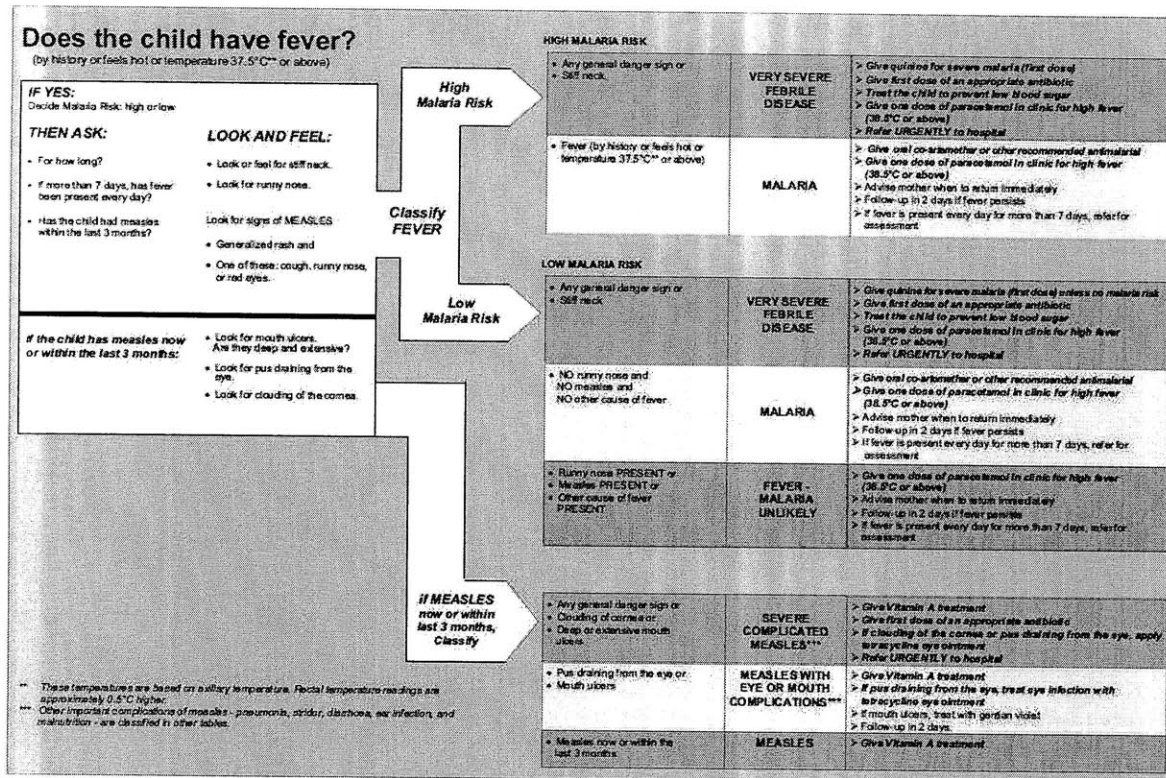 Does the child have fever?
(by history or feels hot or temperature 37.5°C** or above)
IF YES:
Decide Malaria Risk: high or low
THEN ASK:
• For how long?
• If more than 7 days, has fever
been present every day?
• Has the child had measles
within the last 3 months?
LOOK AND FEEL:
• Look or feel for stiff neck.
• Look for runny nose.
Look for signs of MEASLES
• Generalized rash and
• One of these: cough, runny nose,
or red eyes.
If the child has measles now
or within the last 3 months:
• Look for mouth ulcers.
Are they deep and extensive?
• Look for pus draining from the
eye.
• Look for clouding of the cornea.
High
Malaria Risk
Classify
FEVER
Low
Malaria Risk
if MEASLES
now or within
last 3 months,
Classify
HIGH MALARIA RISK
• Any general danger sign or
• Stiff neck.
VERY SEVERE
FEBRILE
DISEASE
➤ Give quinine for severe malaria (first dose)
➤ Give first dose of an appropriate antibiotic
➤ Treat the child to prevent low blood sugar
➤ Give one dose of paracetamol in clinic for high fever
(38.5°C or above)
➤ Refer URGENTLY to hospital
• Fever (by history or feels hot or
temperature 37.5°C** or above)
MALARIA
➤ Give oral co-artemether or other recommended antimalarial
➤ Give one dose of paracetamol in clinic for high fever
(38.5°C or above)
➤ Advise mother when to return immediately
➤ Follow-up in 2 days if fever persists
➤ If fever is present every day for more than 7 days, refer for
assessment
LOW MALARIA RISK
• Any general danger sign or
• Stiff neck
VERY SEVERE
FEBRILE
DISEASE
➤ Give quinine for severe malaria (first dose) unless no malaria risk
➤ Give first dose of an appropriate antibiotic
➤ Treat the child to prevent low blood sugar
➤ Give one dose of paracetamol in clinic for high fever
(38.5°C or above)
➤ Refer URGENTLY to hospital
• NO runny nose and
NO measles and
NO other cause of fever
MALARIA
➤ Give oral co-artemether or other recommended antimalarial
➤ Give one dose of paracetamol in clinic for high fever
(38.5°C or above)
➤ Advise mother when to return immediately
➤ Follow-up in 2 days if fever persists
➤ If fever is present every day for more than 7 days, refer for
assessment
• Runny nose PRESENT or
• Measles PRESENT or
• Other cause of fever
PRESENT
FEVER -
MALARIA
UNLIKELY
➤ Give one dose of paracetamol in clinic for high fever
(38.5°C or above)
➤ Advise mother when to return immediately
➤ Follow-up in 2 days if fever persists
➤ If fever is present every day for more than 7 days, refer for
assessment
• Any general danger sign or
• Clouding of cornea or
• Deep or extensive mouth
ulcers
SEVERE
COMPLICATED
MEASLES***
➤ Give Vitamin A treatment
➤ Give first dose of an appropriate antibiotic
➤ If clouding of the cornea or pus draining from the eye, apply
tetracycline eye ointment
➤ Refer URGENTLY to hospital
• Pus draining from the eye or
• Mouth ulcers
MEASLES WITH
EYE OR MOUTH
COMPLICATIONS***
➤ Give Vitamin A treatment
➤ If pus draining from the eye, treat eye infection with
tetracycline eye ointment
➤ If mouth ulcers, treat with gentian violet
➤ Follow-up in 2 days.
• Measles now or within the
last 3 months.
MEASLES
➤ Give Vitamin A treatment
** These temperatures are based on axillary temperature. Rectal temperature readings are
approximately 0.5°C higher.
*** Other important complications of measles - pneumonia, stridor, diarrhoea, ear infection, and
malnutrition - are classified in other tables.